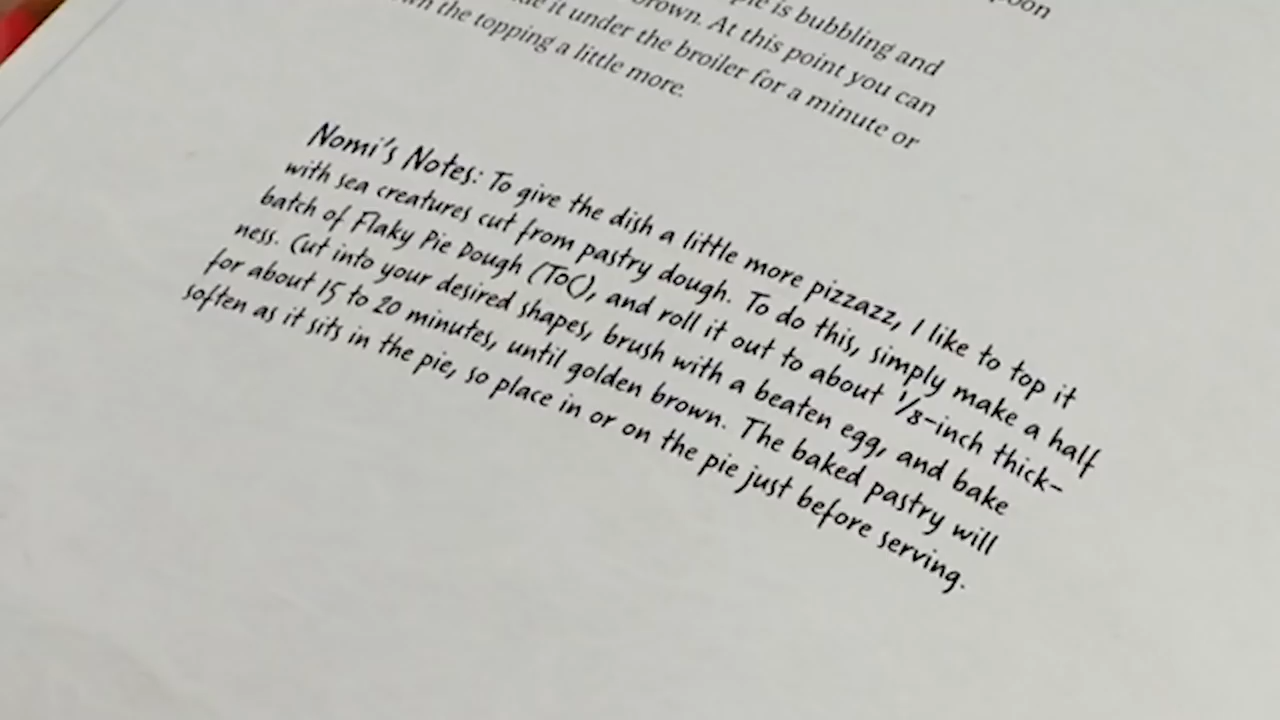 spoon
pie is bubbling and
brown. At this point you can
it under the broiler for a minute or
the topping a little more.
Nomi's Notes: To give the dish a little more pizzazz, I like to top it
with sea creatures cut from pastry dough. To do this, simply make a half
batch of Flaky Pie Dough (TOC), and roll it out to about 1/8-inch thick-
ness. Cut into your desired shapes, brush with a beaten egg, and bake
for about 15 to 20 minutes, until golden brown. The baked pastry will
soften as it sits in the pie, so place in or on the pie just before serving.